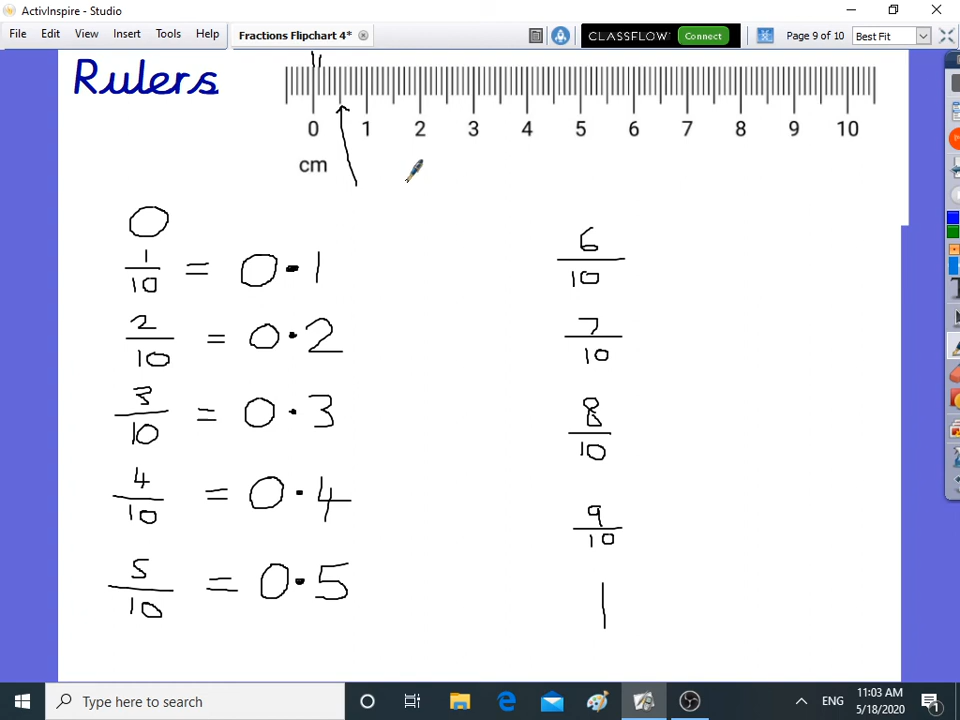 ActivInspire - Studio
File Edit View Insert Tools Help
Fractions Flipchart 4*
CLASSFLOW Connect
Page 9 of 10
Best Fit
Rulers
0 1 2 3 4 5 6 7 8 9 10
cm
0
1/10 = 0·1
2/10 = 0·2
3/10 = 0·3
4/10 = 0·4
5/10 = 0·5
6/10
7/10
8/10
9/10
1
Type here to search
ENG
11:03 AM
5/18/2020
1